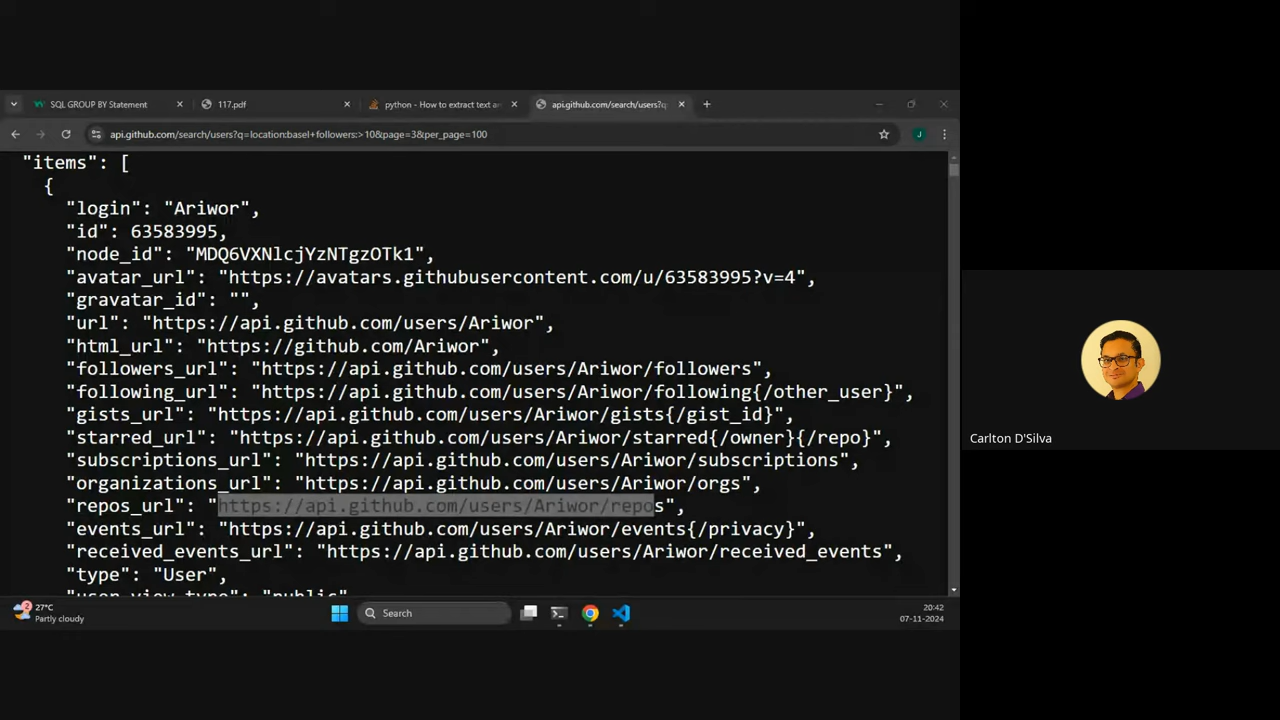 SQL GROUP BY Statement
117.pdf
python - How to extract text an
api.github.com/search/users?q=
api.github.com/search/users?q=location:basel+followers:>10&page=3&per_page=100
J
"items": [
{
"login": "Ariwor",
"id": 63583995,
"node_id": "MDQ6VXNlcjYzNTgzOTk1",
"avatar_url": "https://avatars.githubusercontent.com/u/63583995?v=4",
"gravatar_id": "",
"url": "https://api.github.com/users/Ariwor",
"html_url": "https://github.com/Ariwor",
"followers_url": "https://api.github.com/users/Ariwor/followers",
"following_url": "https://api.github.com/users/Ariwor/following{/other_user}",
"gists_url": "https://api.github.com/users/Ariwor/gists{/gist_id}",
"starred_url": "https://api.github.com/users/Ariwor/starred{/owner}{/repo}",
"subscriptions_url": "https://api.github.com/users/Ariwor/subscriptions",
"organizations_url": "https://api.github.com/users/Ariwor/orgs",
"repos_url": "https://api.github.com/users/Ariwor/repos",
"events_url": "https://api.github.com/users/Ariwor/events{/privacy}",
"received_events_url": "https://api.github.com/users/Ariwor/received_events",
"type": "User",
"user_view_type": "public"
Carlton D'Silva
2
27°C
Partly cloudy
Search
20:42
07-11-2024